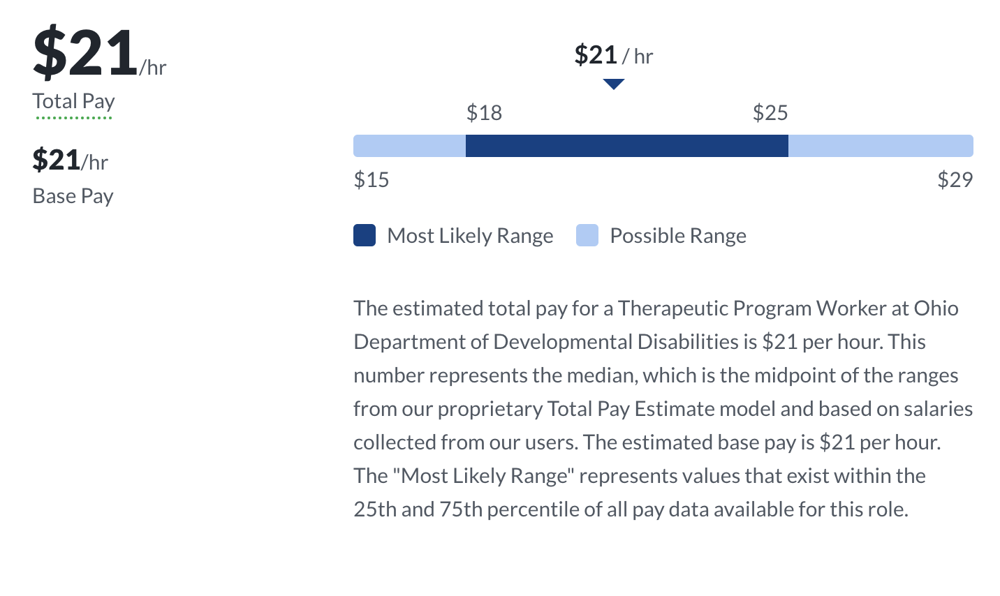 $21/hr
Total Pay
$21/hr
Base Pay
$21 / hr
$18 $25
$15 $29
Most Likely Range Possible Range
The estimated total pay for a Therapeutic Program Worker at Ohio
Department of Developmental Disabilities is $21 per hour. This
number represents the median, which is the midpoint of the ranges
from our proprietary Total Pay Estimate model and based on salaries
collected from our users. The estimated base pay is $21 per hour.
The "Most Likely Range" represents values that exist within the
25th and 75th percentile of all pay data available for this role.